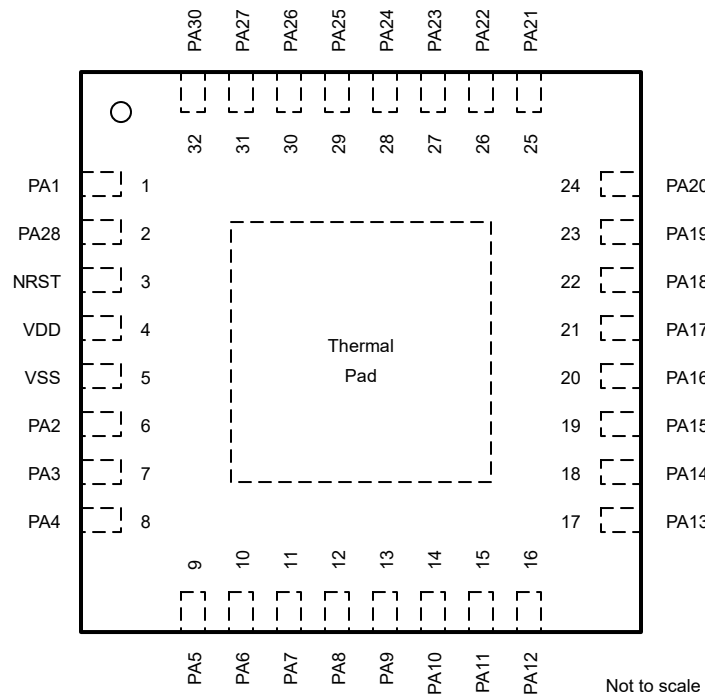 PA30 PA27 PA26 PA25 PA24 PA23 PA22 PA21
32 31 30 29 28 27 26 25
PA1 1 24 PA20
PA28 2 23 PA19
NRST 3 22 PA18
VDD 4 21 PA17
VSS 5 20 PA16
PA2 6 19 PA15
PA3 7 18 PA14
PA4 8 17 PA13
Thermal
Pad
9 10 11 12 13 14 15 16
PA5 PA6 PA7 PA8 PA9 PA10 PA11 PA12
Not to scale